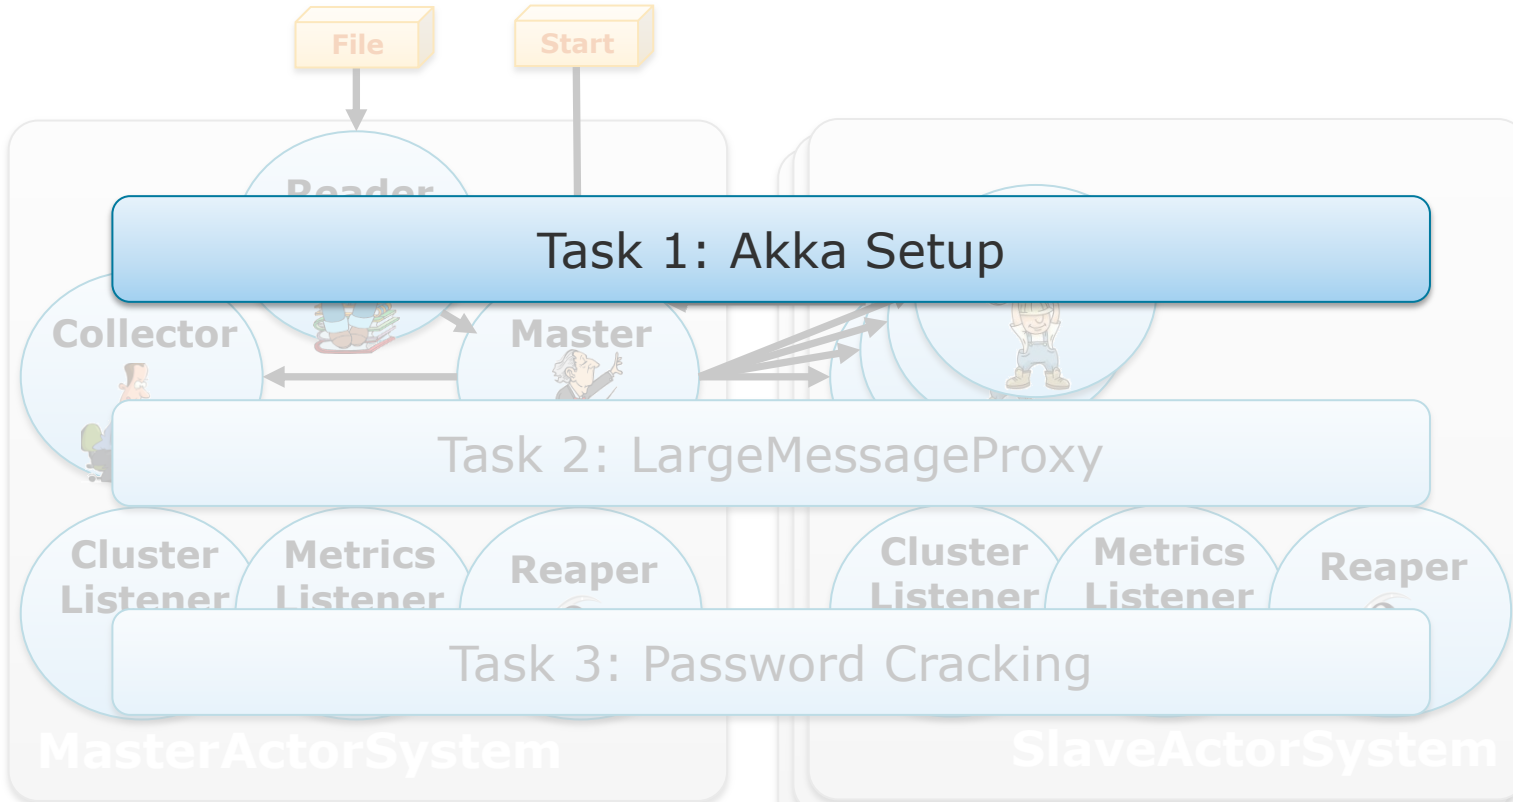 File
Start
Reader
Task 1: Akka Setup
Collector
Master
Task 2: LargeMessageProxy
Cluster
Listener
Metrics
Listener
Reaper
Cluster
Listener
Metrics
Listener
Reaper
Task 3: Password Cracking
MasterActorSystem
SlaveActorSystem